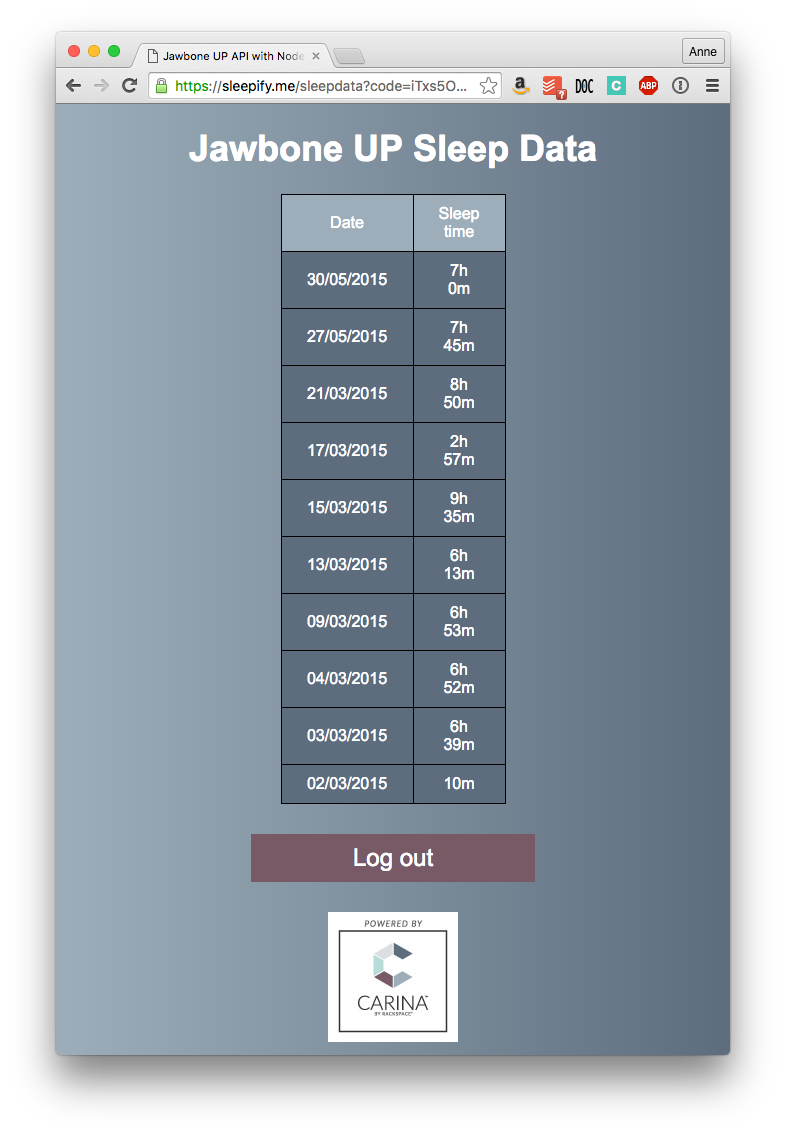 Jawbone UP API with Node
Anne
https://sleepify.me/sleepdata?code=iTxs5O...
DOC
C
ABP
Jawbone UP Sleep Data
Date
Sleep
time
30/05/2015
7h
0m
27/05/2015
7h
45m
21/03/2015
8h
50m
17/03/2015
2h
57m
15/03/2015
9h
35m
13/03/2015
6h
13m
09/03/2015
6h
53m
04/03/2015
6h
52m
03/03/2015
6h
39m
02/03/2015
10m
Log out
POWERED BY
CARINA™
BY RACKSPACE®